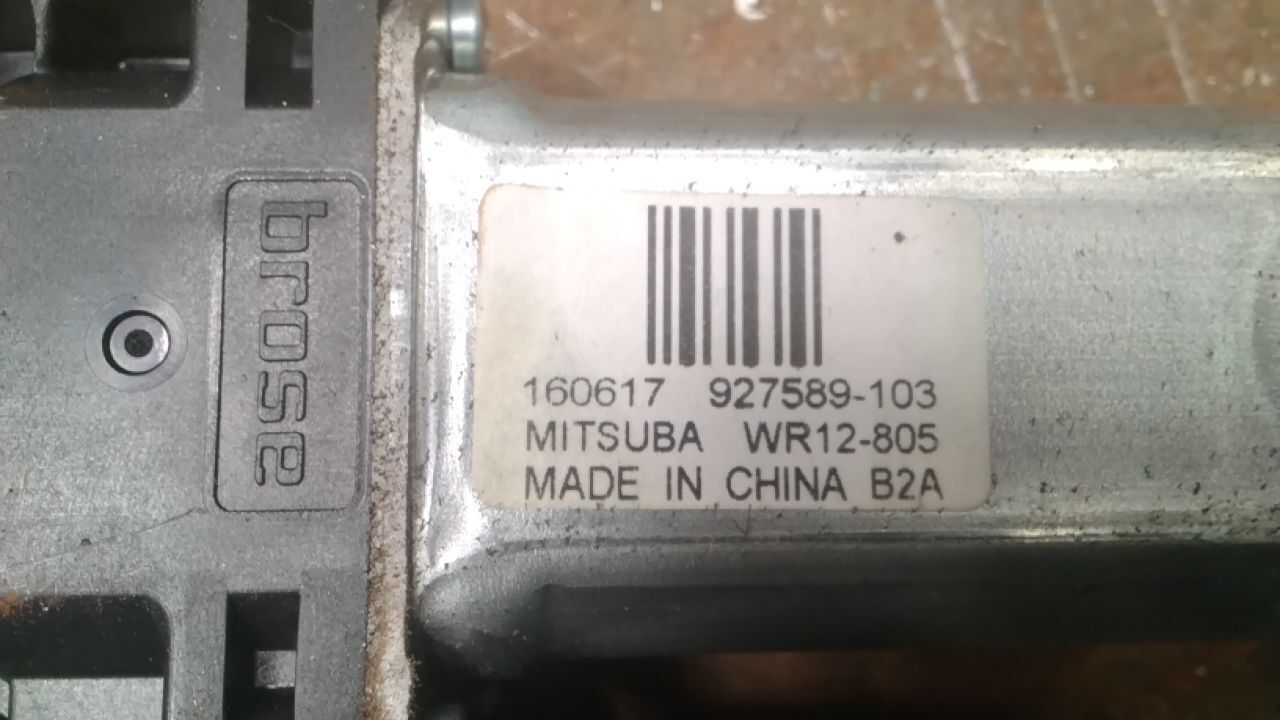 brose
160617 927589-103
MITSUBA WR12-805
MADE IN CHINA B2A